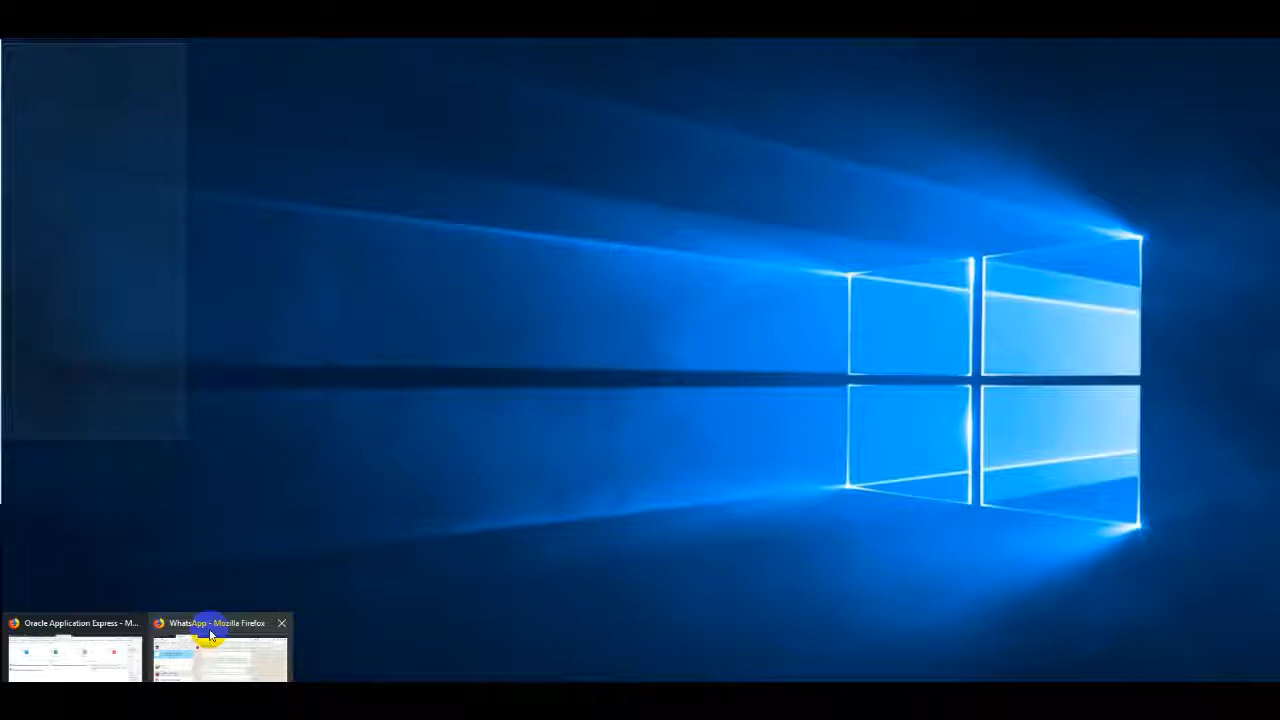 Oracle Application Express - M...
WhatsApp - Mozilla Firefox